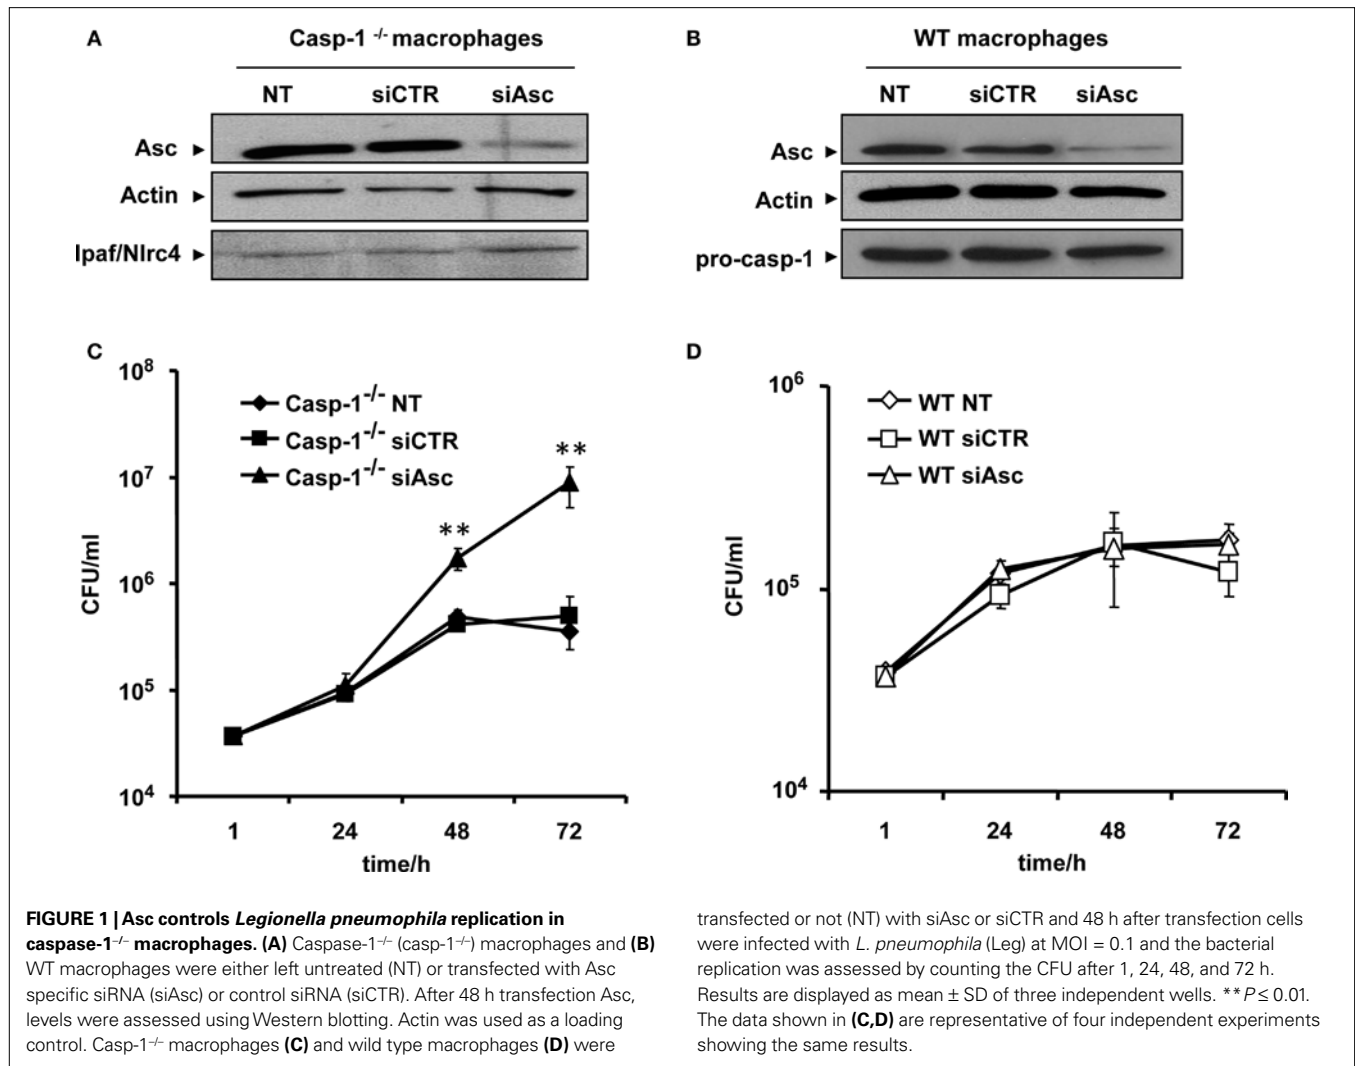 A
Casp-1 -/- macrophages
NT siCTR siAsc
Asc
Actin
Ipaf/Nlrc4
B
WT macrophages
NT siCTR siAsc
Asc
Actin
pro-casp-1
C
10^8
10^7
10^6
10^5
10^4
CFU/ml
Casp-1-/- NT
Casp-1-/- siCTR
Casp-1-/- siAsc
**
**
1 24 48 72
time/h
D
10^6
10^5
10^4
CFU/ml
WT NT
WT siCTR
WT siAsc
1 24 48 72
time/h
FIGURE 1 | Asc controls Legionella pneumophila replication in
caspase-1−/− macrophages. (A) Caspase-1−/− (casp-1−/−) macrophages and (B)
WT macrophages were either left untreated (NT) or transfected with Asc
specific siRNA (siAsc) or control siRNA (siCTR). After 48 h transfection Asc,
levels were assessed using Western blotting. Actin was used as a loading
control. Casp-1−/− macrophages (C) and wild type macrophages (D) were
transfected or not (NT) with siAsc or siCTR and 48 h after transfection cells
were infected with L. pneumophila (Leg) at MOI = 0.1 and the bacterial
replication was assessed by counting the CFU after 1, 24, 48, and 72 h.
Results are displayed as mean ± SD of three independent wells. **P ≤ 0.01.
The data shown in (C,D) are representative of four independent experiments
showing the same results.